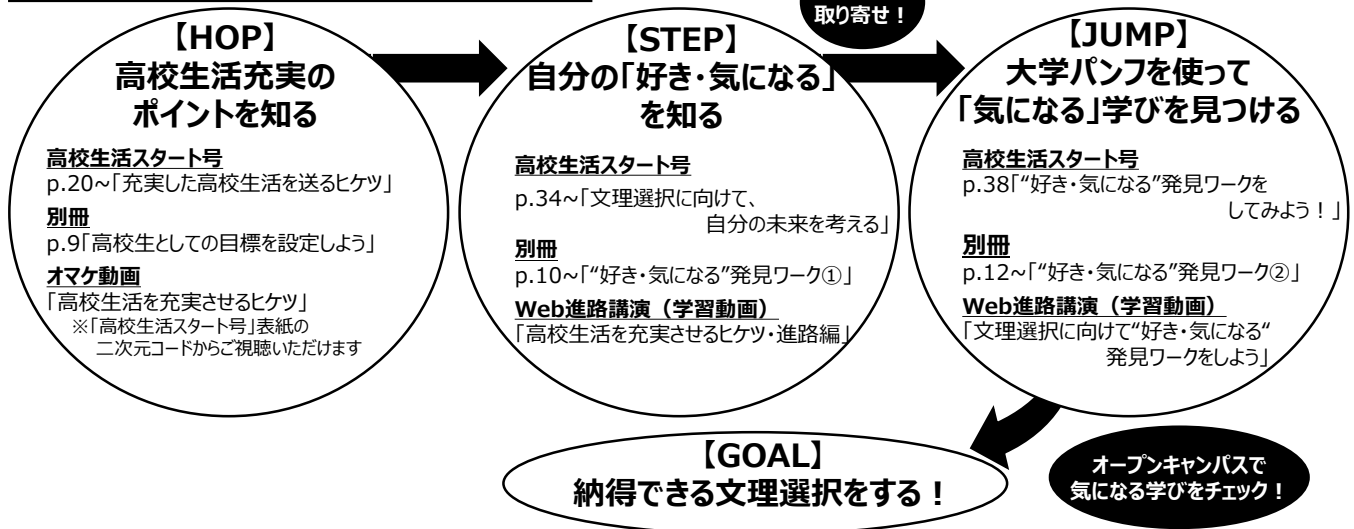 取り寄せ！
【HOP】
高校生活充実の
ポイントを知る
高校生活スタート号
p.20~「充実した高校生活を送るヒケツ」
別冊
p.9「高校生としての目標を設定しよう」
オマケ動画
「高校生活を充実させるヒケツ」
※「高校生活スタート号」表紙の
二次元コードからご視聴いただけます
【STEP】
自分の「好き・気になる」
を知る
高校生活スタート号
p.34~「文理選択に向けて、
自分の未来を考える」
別冊
p.10~「“好き・気になる”発見ワーク①」
Web進路講演（学習動画）
「高校生活を充実させるヒケツ・進路編」
【JUMP】
大学パンフを使って
「気になる」学びを見つける
高校生活スタート号
p.38「“好き・気になる”発見ワークを
してみよう！」
別冊
p.12~「“好き・気になる”発見ワーク②」
Web進路講演（学習動画）
「文理選択に向けて“好き・気になる“
発見ワークをしよう」
【GOAL】
納得できる文理選択をする！
オープンキャンパスで
気になる学びをチェック！